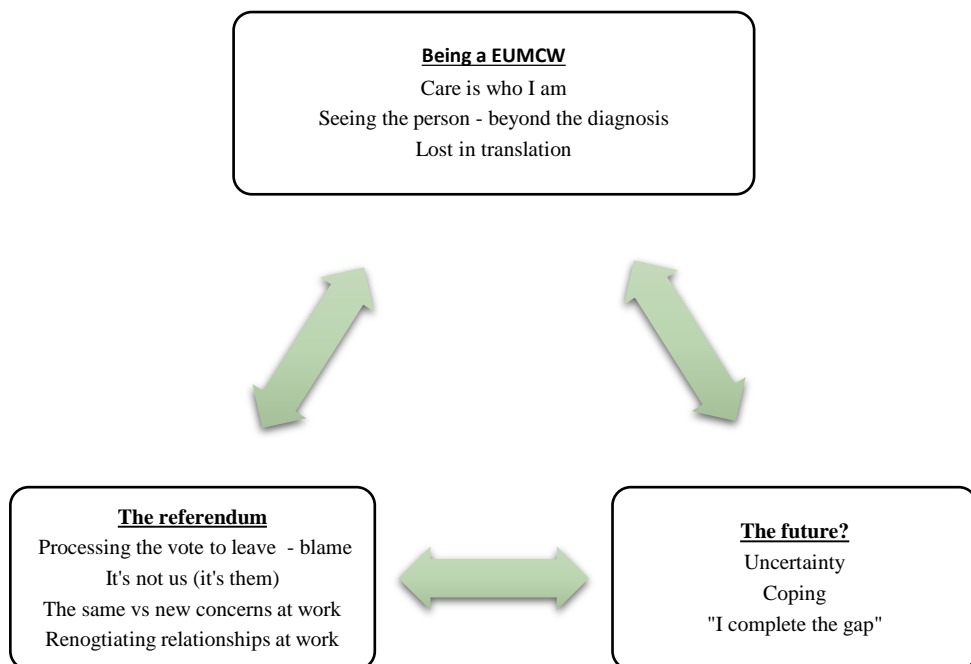 Being a EUMCW
Care is who I am
Seeing the person - beyond the diagnosis
Lost in translation
The referendum
Processing the vote to leave - blame
It's not us (it's them)
The same vs new concerns at work
Renogtiating relationships at work
The future?
Uncertainty
Coping
"I complete the gap"